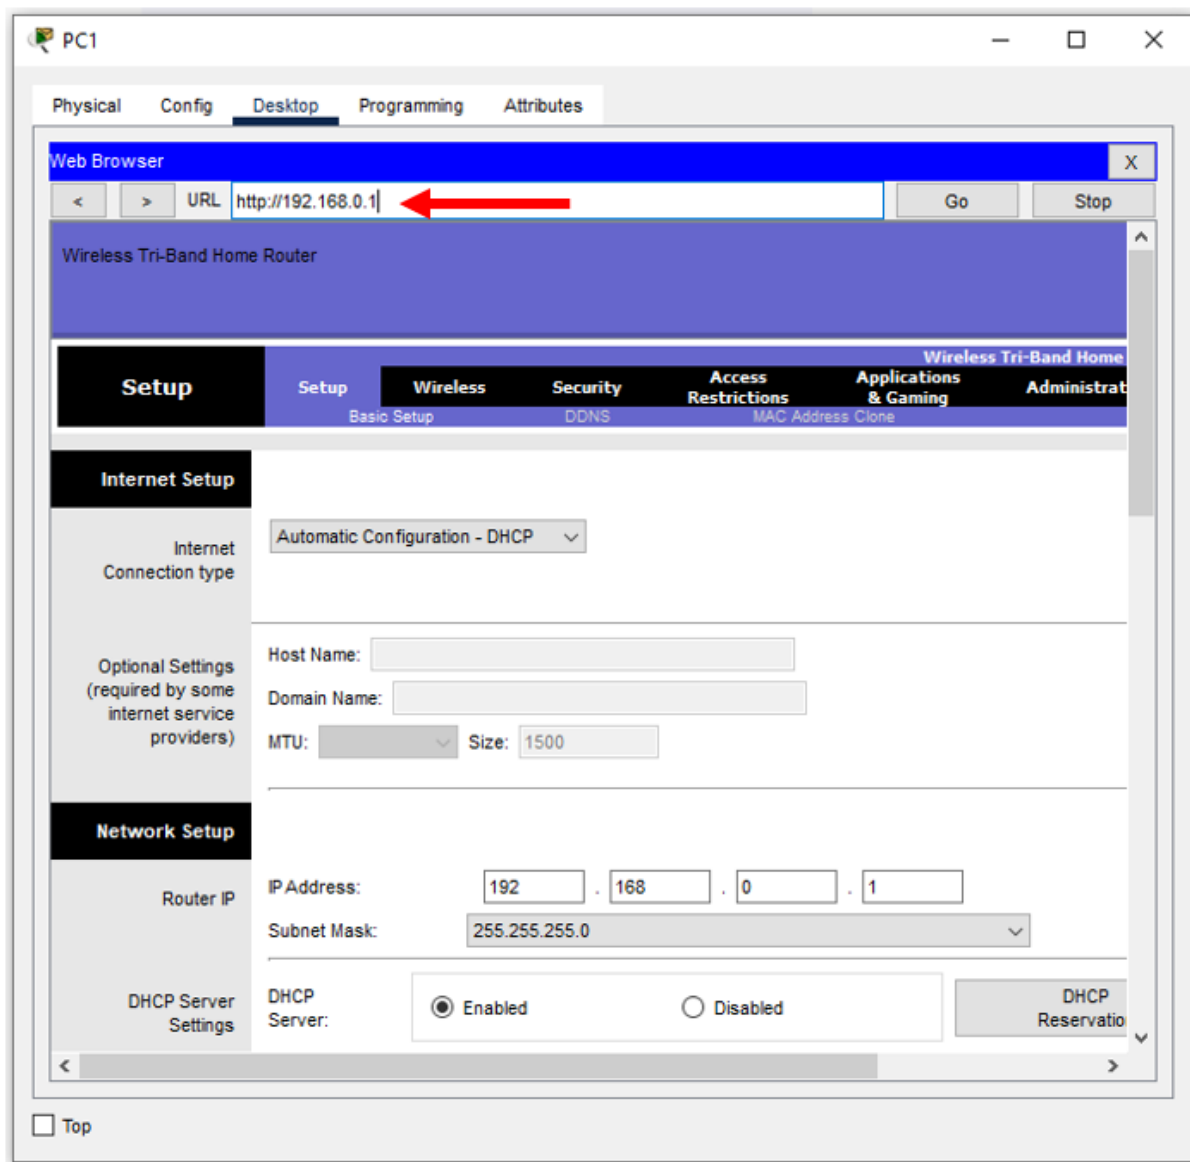 PC1
Physical Config Desktop Programming Attributes
Web Browser X
< > URL http://192.168.0.1 Go Stop
Wireless Tri-Band Home Router
Wireless Tri-Band Home
Setup Setup Wireless Security Access Restrictions Applications & Gaming Administrat
Basic Setup DDNS MAC Address Clone
Internet Setup
Internet
Connection type
Automatic Configuration - DHCP
Optional Settings
(required by some
internet service
providers)
Host Name:
Domain Name:
MTU: Size: 1500
Network Setup
Router IP
IP Address: 192 . 168 . 0 . 1
Subnet Mask: 255.255.255.0
DHCP Server
Settings
DHCP
Server:
Enabled Disabled
DHCP
Reservatio
Top